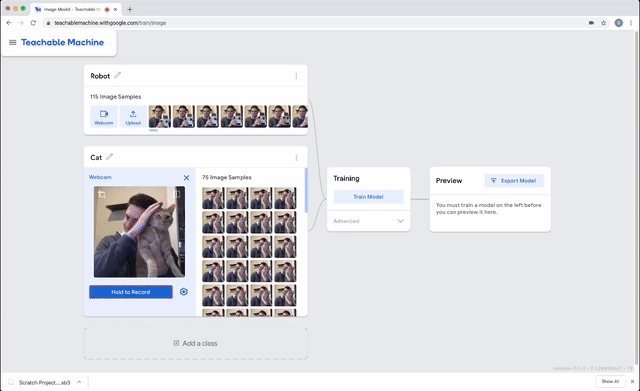 Image Model - Teachable M
teachablemachine.withgoogle.com/train/image
Teachable Machine
Robot
115 Image Samples
Webcam
Upload
Cat
Webcam
75 Image Samples
Hold to Record
Add a class
Training
Train Model
Advanced
Preview
Export Model
You must train a model on the left before
you can preview it here.
Scratch Project....sb3
Show All